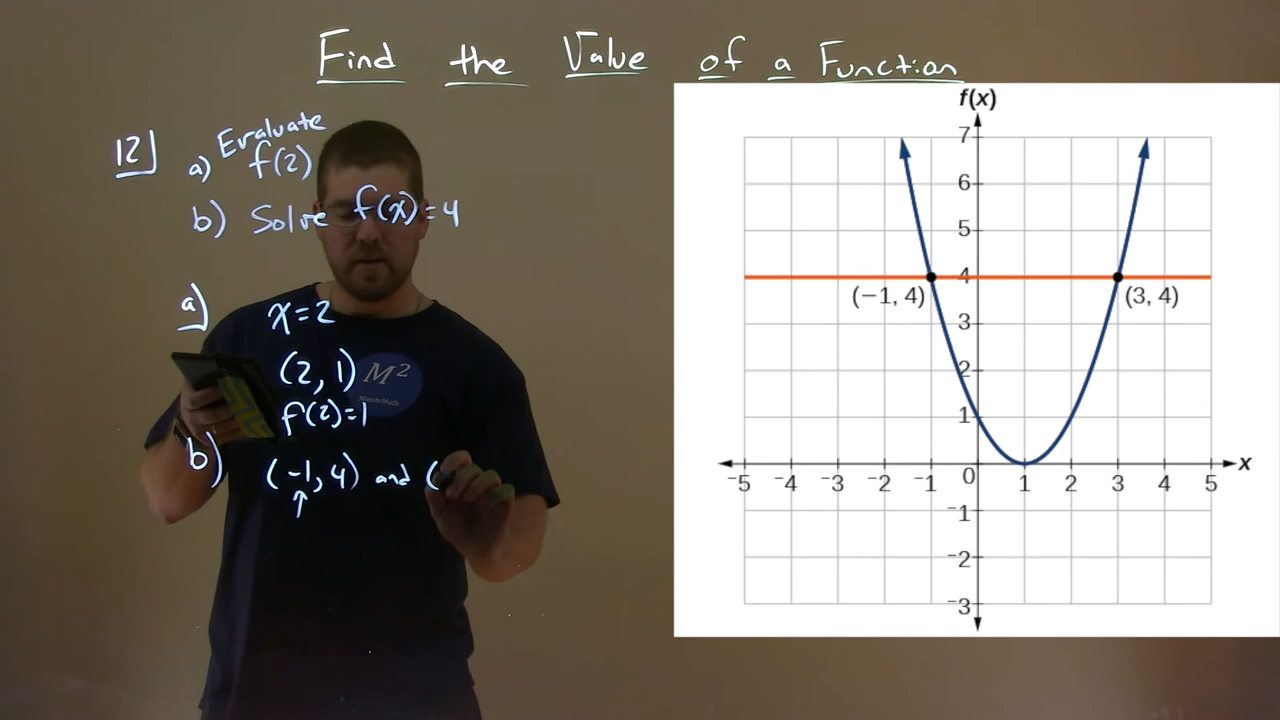 Find the Value of a Function
12
a) Evaluate f(2)
b) Solve f(x)=4
a) x=2
(2, 1)
f(2)=1
b) (-1, 4) and (
↑
M²
MinuteMath
f(x)
7
6
5
4
(−1, 4) (3, 4)
3
2
1
−5 −4 −3 −2 −1 0 1 2 3 4 5 x
−1
−2
−3